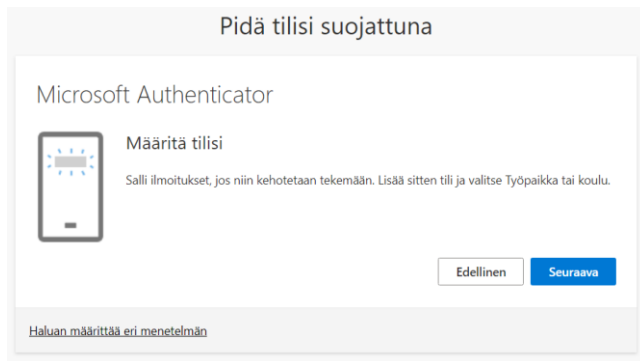 Pidä tilisi suojattuna
Microsoft Authenticator
Määritä tilisi
Salli ilmoitukset, jos niin kehotetaan tekemään. Lisää sitten tili ja valitse Työpaikka tai koulu.
Edellinen
Seuraava
Haluan määrittää eri menetelmän